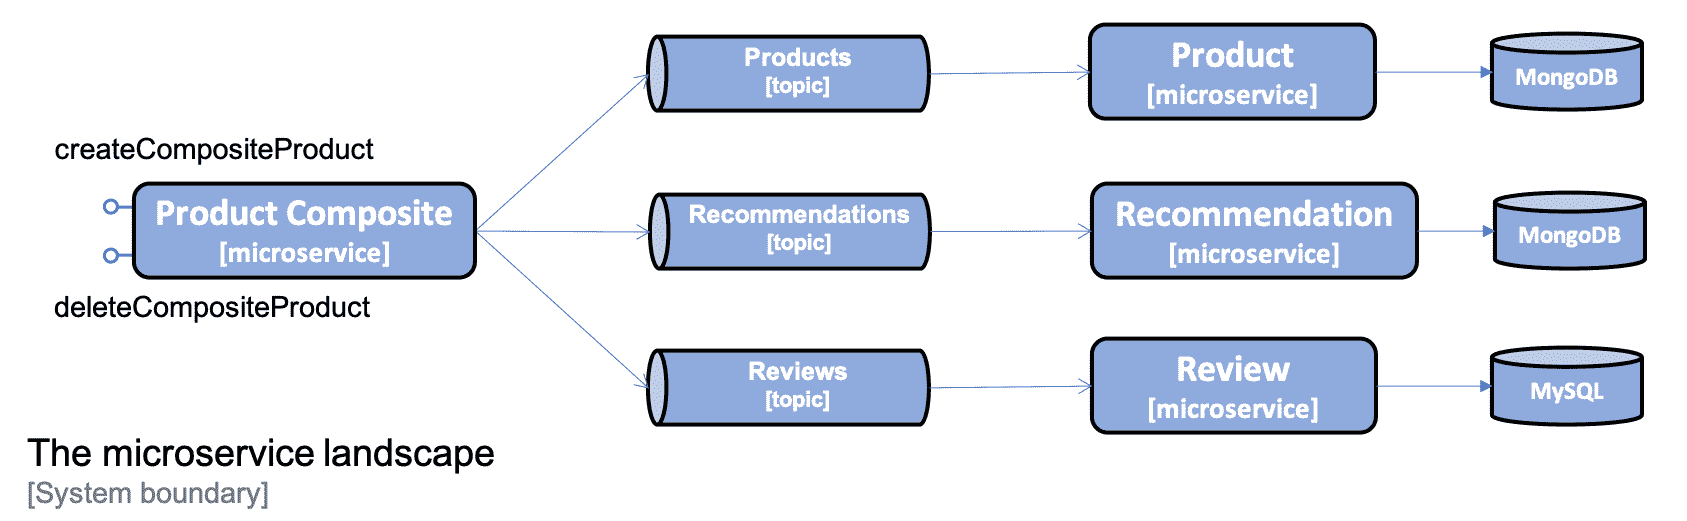 createCompositeProduct
Product Composite
[microservice]
deleteCompositeProduct
Products
[topic]
Product
[microservice]
MongoDB
Recommendations
[topic]
Recommendation
[microservice]
MongoDB
Reviews
[topic]
Review
[microservice]
MySQL
The microservice landscape
[System boundary]